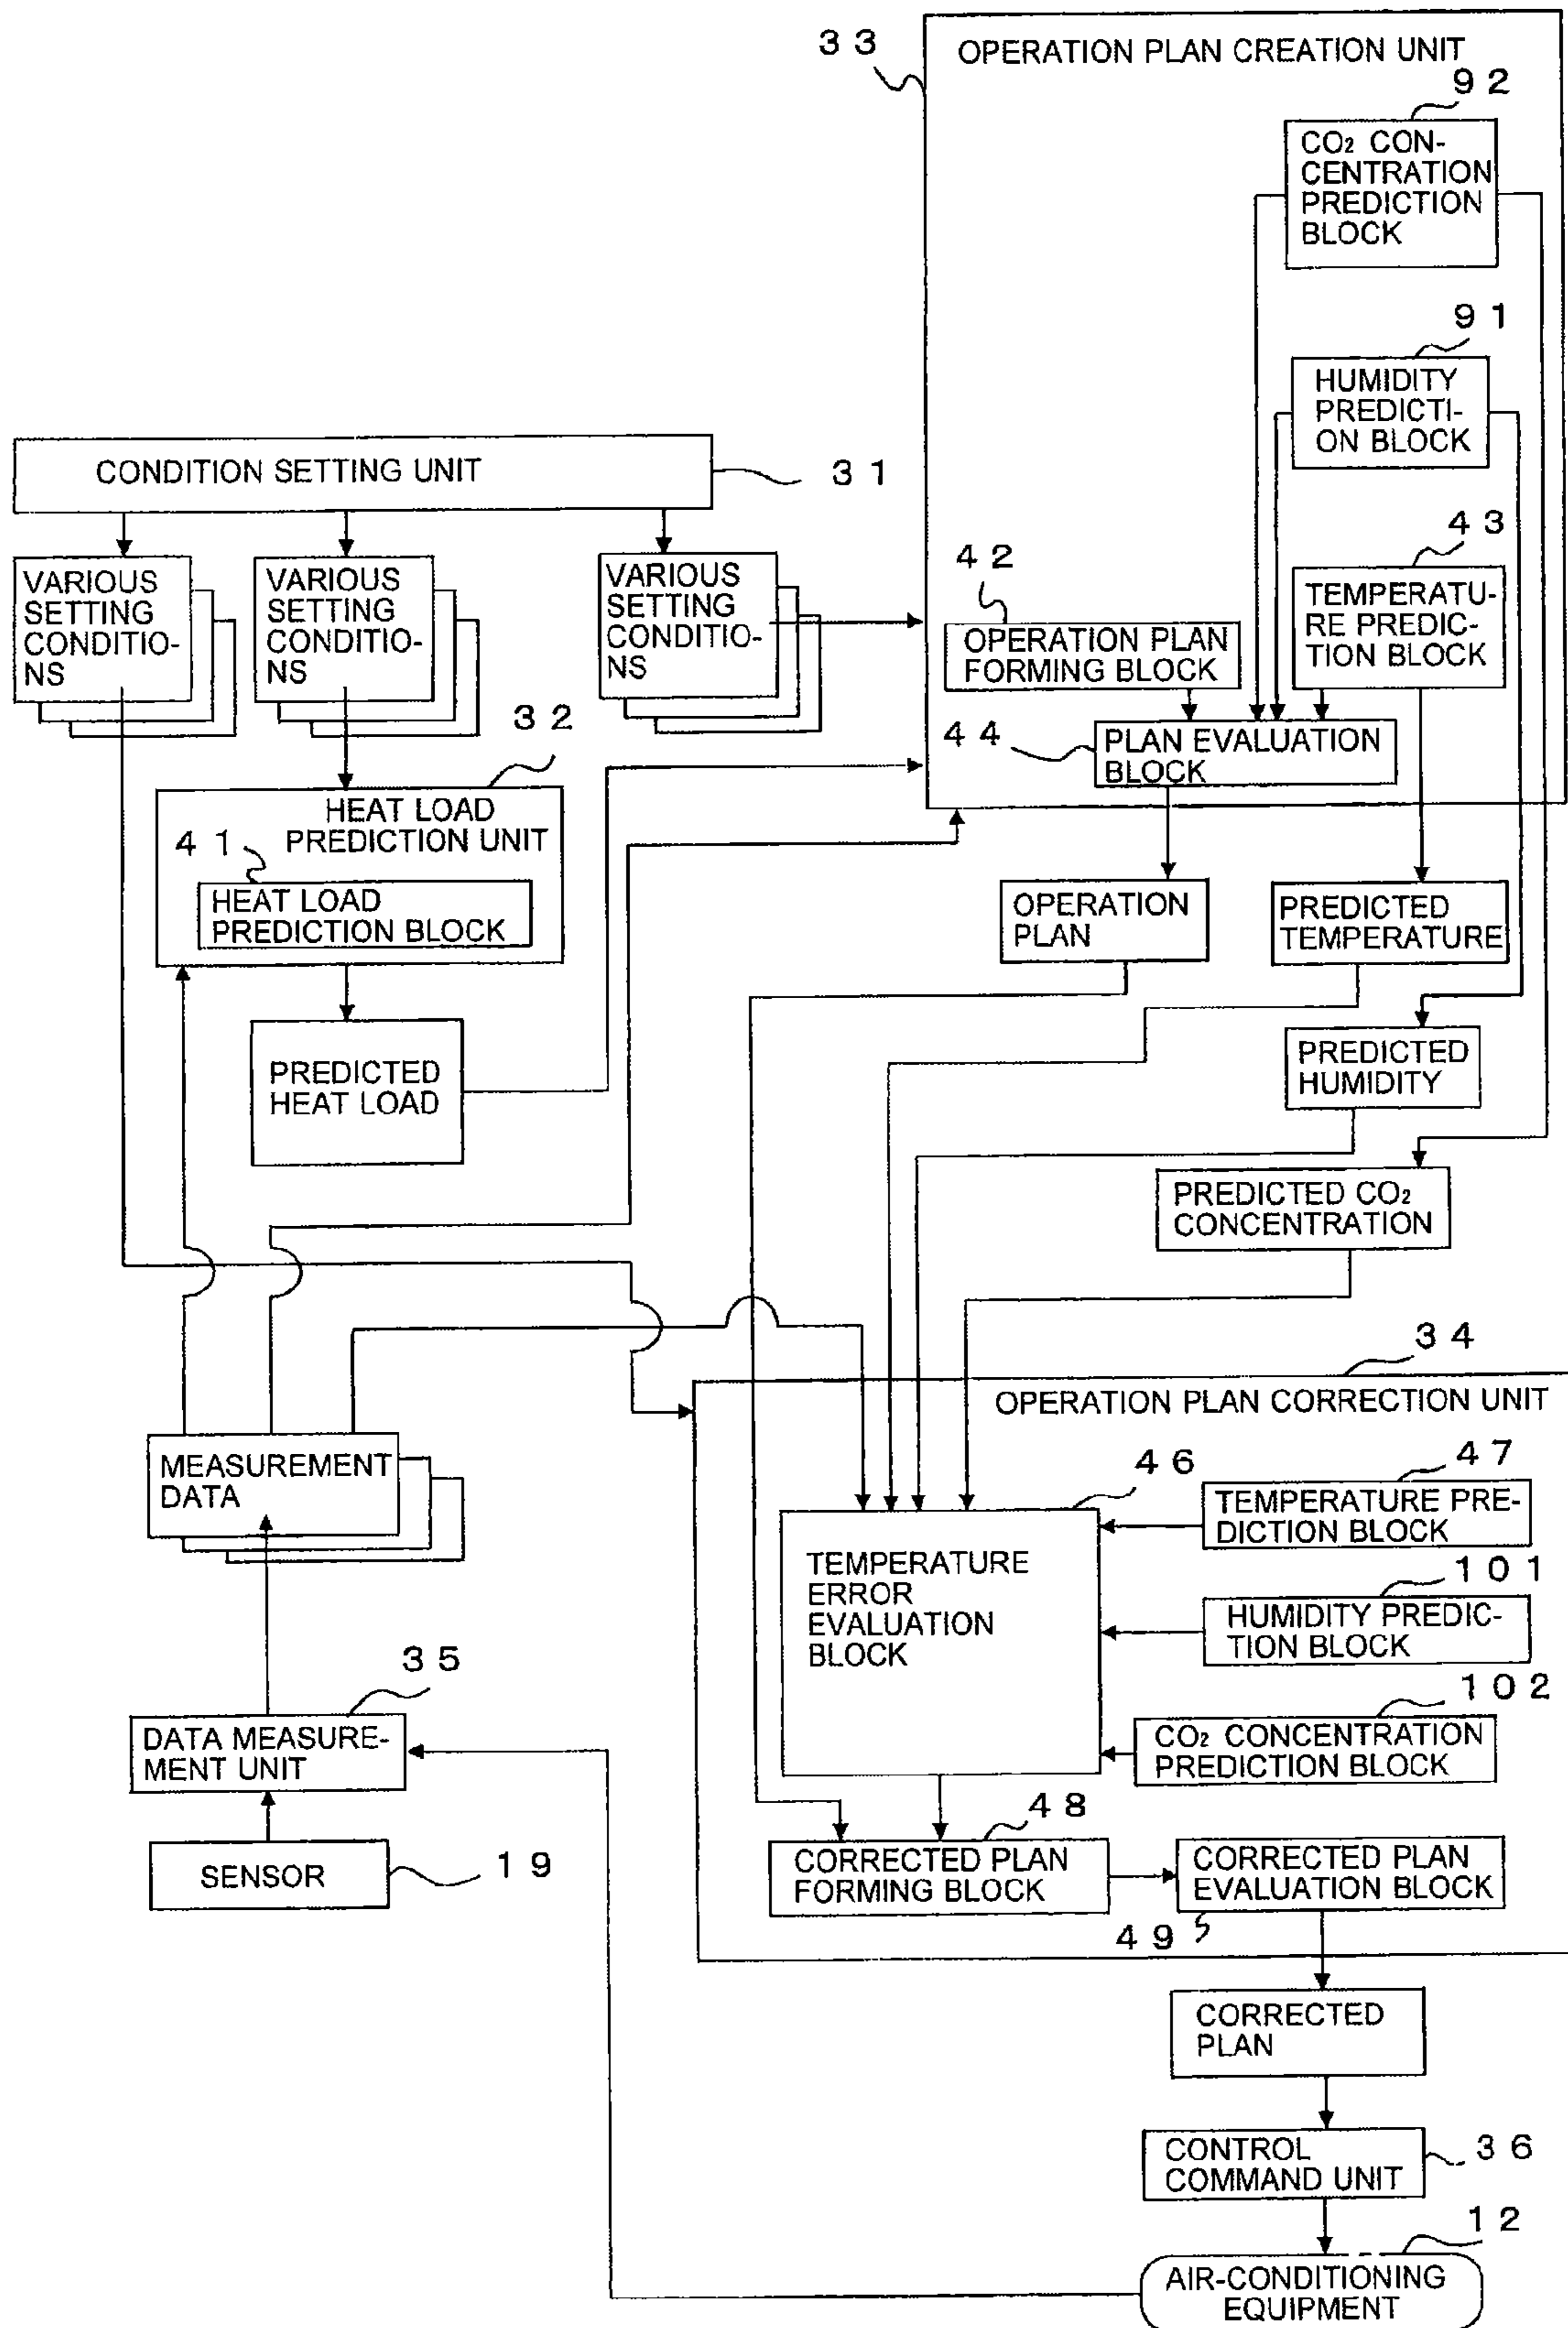 33
OPERATION PLAN CREATION UNIT
92
CO₂ CON-
CENTRATION
PREDICTION
BLOCK
91
HUMIDITY
PREDICTI-
ON BLOCK
CONDITION SETTING UNIT
31
VARIOUS
SETTING
CONDITIO-
NS
VARIOUS
SETTING
CONDITIO-
NS
VARIOUS
SETTING
CONDITIO-
NS
42
OPERATION PLAN
FORMING BLOCK
43
TEMPERATU-
RE PREDIC-
TION BLOCK
44
PLAN EVALUATION
BLOCK
32
HEAT LOAD
PREDICTION UNIT
41
HEAT LOAD
PREDICTION BLOCK
OPERATION
PLAN
PREDICTED
TEMPERATURE
PREDICTED
HEAT LOAD
PREDICTED
HUMIDITY
PREDICTED CO₂
CONCENTRATION
34
OPERATION PLAN CORRECTION UNIT
MEASUREMENT
DATA
46
TEMPERATURE
ERROR
EVALUATION
BLOCK
47
TEMPERATURE PRE-
DICTION BLOCK
101
HUMIDITY PREDIC-
TION BLOCK
102
CO₂ CONCENTRATION
PREDICTION BLOCK
35
DATA MEASURE-
MENT UNIT
SENSOR
19
48
CORRECTED PLAN
FORMING BLOCK
CORRECTED PLAN
EVALUATION BLOCK
49
CORRECTED
PLAN
CONTROL
COMMAND UNIT
36
12
AIR-CONDITIONING
EQUIPMENT